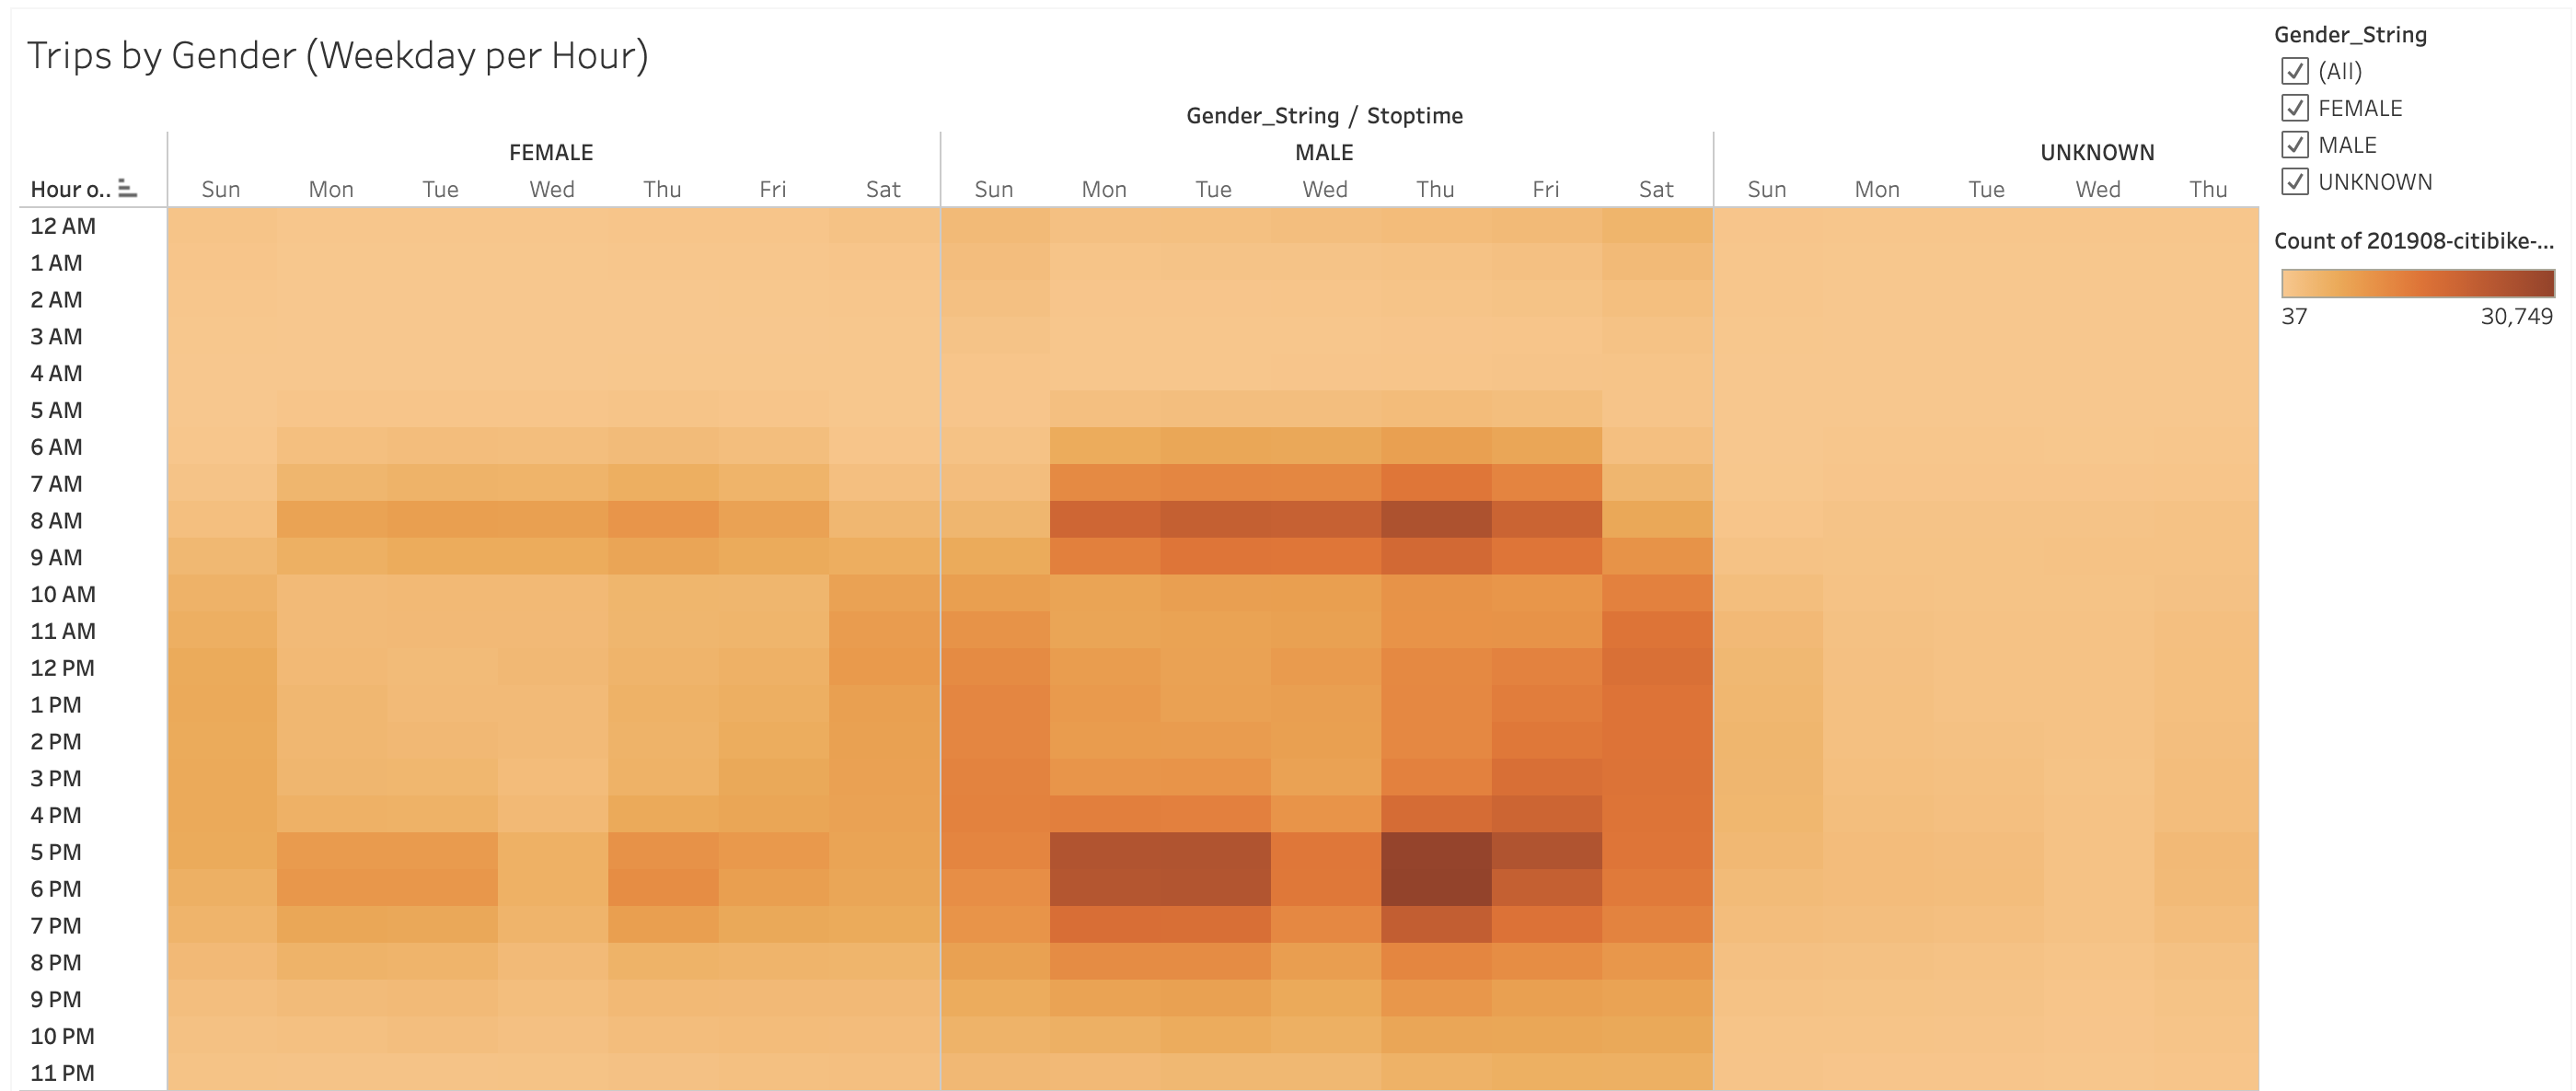 Trips by Gender (Weekday per Hour)
Gender_String / Stoptime
FEMALE MALE UNKNOWN
Hour o.. Sun Mon Tue Wed Thu Fri Sat Sun Mon Tue Wed Thu Fri Sat Sun Mon Tue Wed Thu
12 AM
1 AM
2 AM
3 AM
4 AM
5 AM
6 AM
7 AM
8 AM
9 AM
10 AM
11 AM
12 PM
1 PM
2 PM
3 PM
4 PM
5 PM
6 PM
7 PM
8 PM
9 PM
10 PM
11 PM
Gender_String
(All)
FEMALE
MALE
UNKNOWN
Count of 201908-citibike-...
37 30,749